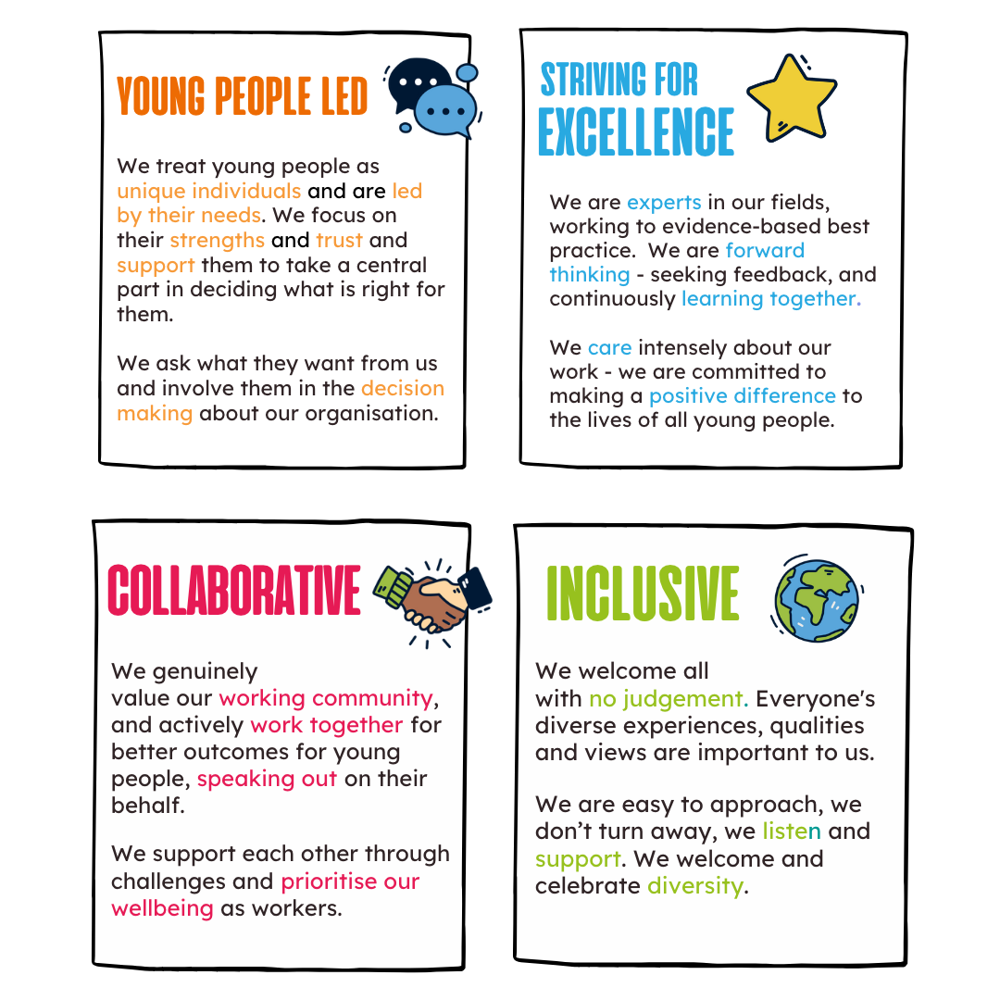 YOUNG PEOPLE LED
We treat young people as
unique individuals and are led
by their needs. We focus on
their strengths and trust and
support them to take a central
part in deciding what is right for
them.
We ask what they want from us
and involve them in the decision
making about our organisation.
STRIVING FOR
EXCELLENCE
We are experts in our fields,
working to evidence-based best
practice.  We are forward
thinking - seeking feedback, and
continuously learning together.
We care intensely about our
work - we are committed to
making a positive difference to
the lives of all young people.
COLLABORATIVE
We genuinely
value our working community,
and actively work together for
better outcomes for young
people, speaking out on their
behalf.
We support each other through
challenges and prioritise our
wellbeing as workers.
INCLUSIVE
We welcome all
with no judgement. Everyone's
diverse experiences, qualities
and views are important to us.
We are easy to approach, we
don’t turn away, we listen and
support. We welcome and
celebrate diversity.